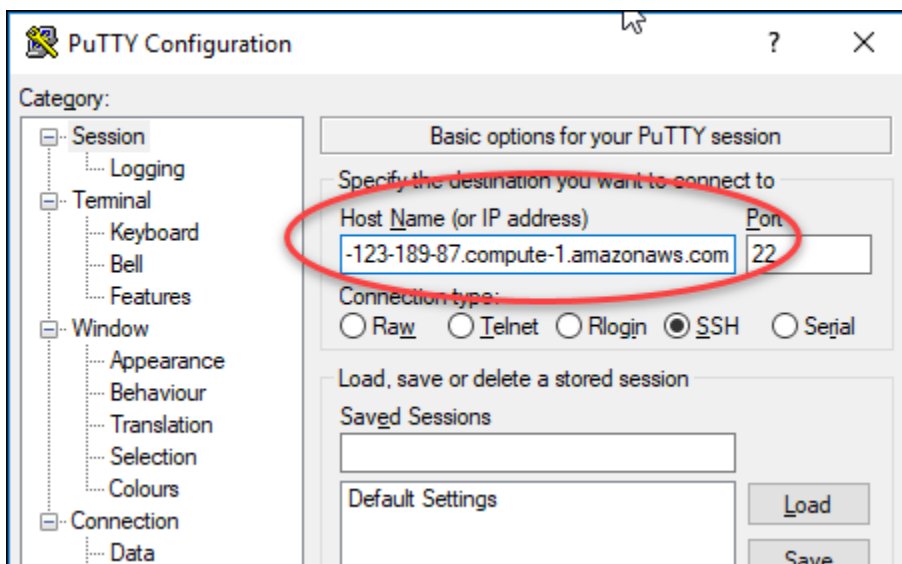 PuTTY Configuration
?
Category:
Session
Logging
Terminal
Keyboard
Bell
Features
Window
Appearance
Behaviour
Translation
Selection
Colours
Connection
Data
Basic options for your PuTTY session
Specify the destination you want to connect to
Host Name (or IP address) Port
-123-189-87.compute-1.amazonaws.com 22
Connection type:
Raw Telnet Rlogin SSH Serial
Load, save or delete a stored session
Saved Sessions
Default Settings
Load
Save